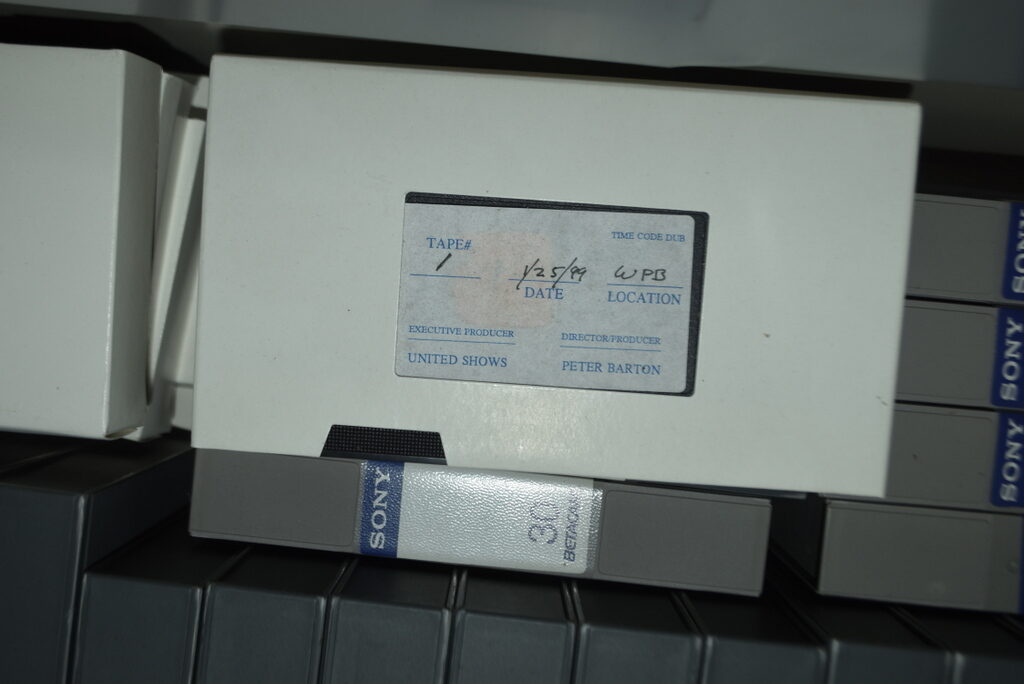 TIME CODE DUB
TAPE#
1
1/25/99
WPB
DATE
LOCATION
EXECUTIVE PRODUCER
DIRECTOR/PRODUCER
UNITED SHOWS
PETER BARTON
SONY
30
BETACAM
SONY
SONY
SONY